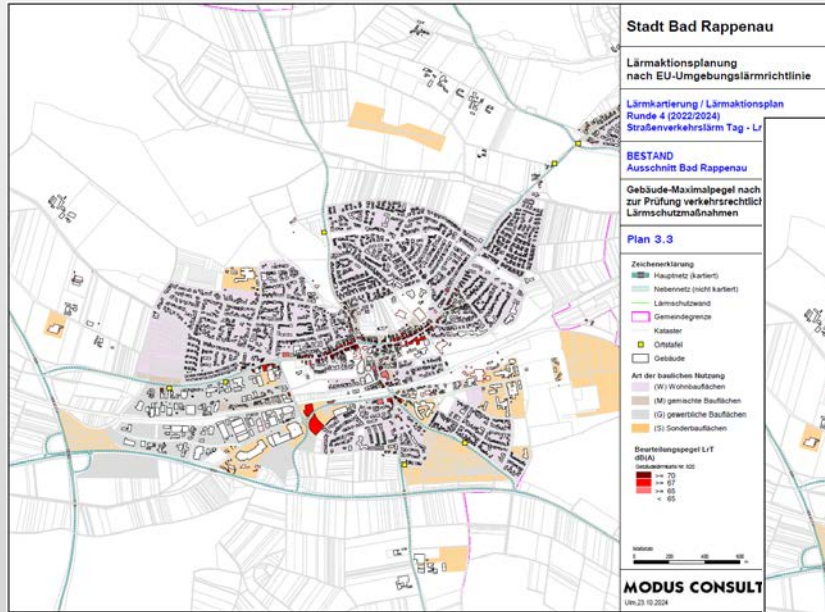 Stadt Bad Rappenau
Lärmaktionsplanung
nach EU-Umgebungslärmrichtlinie
Lärmkartierung / Lärmaktionsplan
Runde 4 (2022/2024)
Straßenverkehrslärm Tag - Lr
BESTAND
Ausschnitt Bad Rappenau
Gebäude-Maximalpegel nach
zur Prüfung verkehrsrechtlich
Lärmschutzmaßnahmen
Plan 3.3
Zeichenerklärung
Hauptnetz (kartiert)
Nebennetz (nicht kartiert)
Lärmschutzwand
Gemeindegrenze
Kataster
Ortstafel
Gebäude
Art der baulichen Nutzung
(W) Wohnbauflächen
(M) gemischte Bauflächen
(G) gewerbliche Bauflächen
(S) Sonderbauflächen
Beurteilungspegel LrT
dB(A)
>= 70
>= 67
>= 65
< 65
0 200 400 600 m
MODUS CONSULT
Ulm,23.10.2024